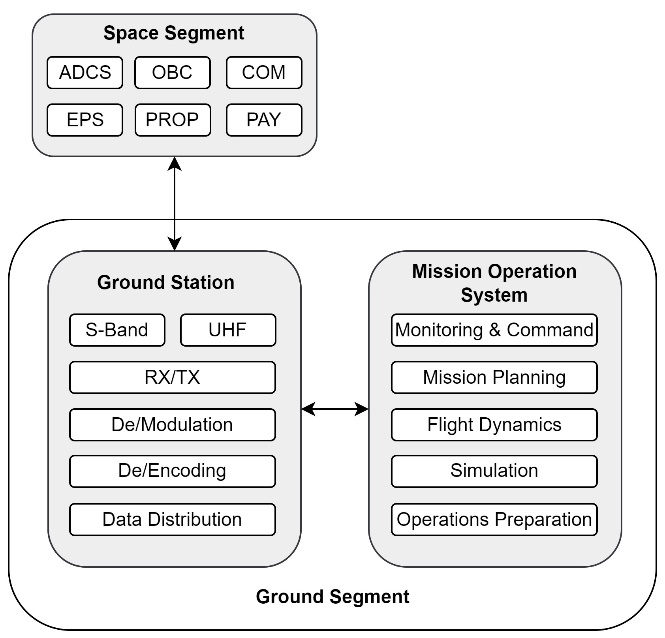 Space Segment
ADCS OBC COM
EPS PROP PAY
Ground Station
S-Band UHF
RX/TX
De/Modulation
De/Encoding
Data Distribution
Mission Operation
System
Monitoring & Command
Mission Planning
Flight Dynamics
Simulation
Operations Preparation
Ground Segment